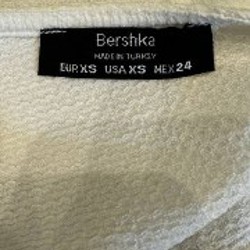 Bershka
MADE IN TURKEY
EUR XS USA XS MEX 24